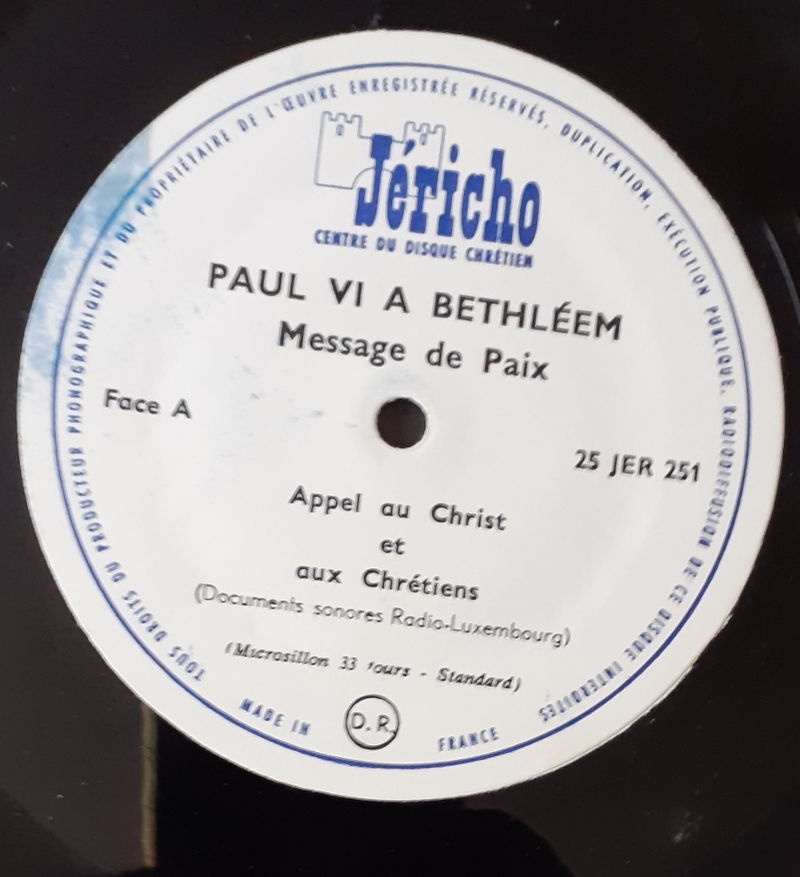 TOUS DROITS DU PRODUCTEUR PHONOGRAPHIQUE ET DU PROPRIÉTAIRE DE L'ŒUVRE ENREGISTRÉE RÉSERVÉS, DUPLICATION, EXÉCUTION PUBLIQUE, RADIODIFFUSION DE CE DISQUE INTERDITES
Jéricho
CENTRE DU DISQUE CHRÉTIEN
PAUL VI A BETHLÉEM
Message de Paix
Face A
25 JER 251
Appel au Christ
et
aux Chrétiens
(Documents sonores Radio-Luxembourg)
(Microsillon 33 tours - Standard)
MADE IN FRANCE
D. R.